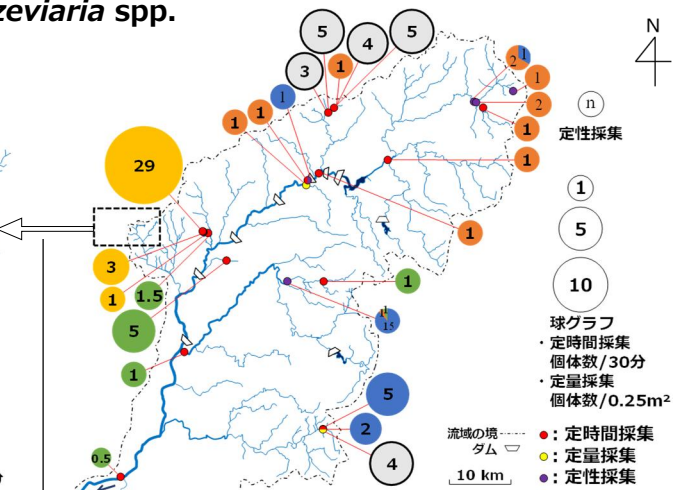 zeviaria spp.
5
5
4
3
1
1
1
1
N
1
2
1
2
1
n
定性採集
1
1
29
1
5
1
3
1.5
1
1
10
5
1
1
15
球グラフ
・定時間採集
個体数/30分
・定量採集
個体数/0.25m²
1
5
2
4
流域の境
ダム
：定時間採集
：定量採集
：定性採集
0.5
10 km